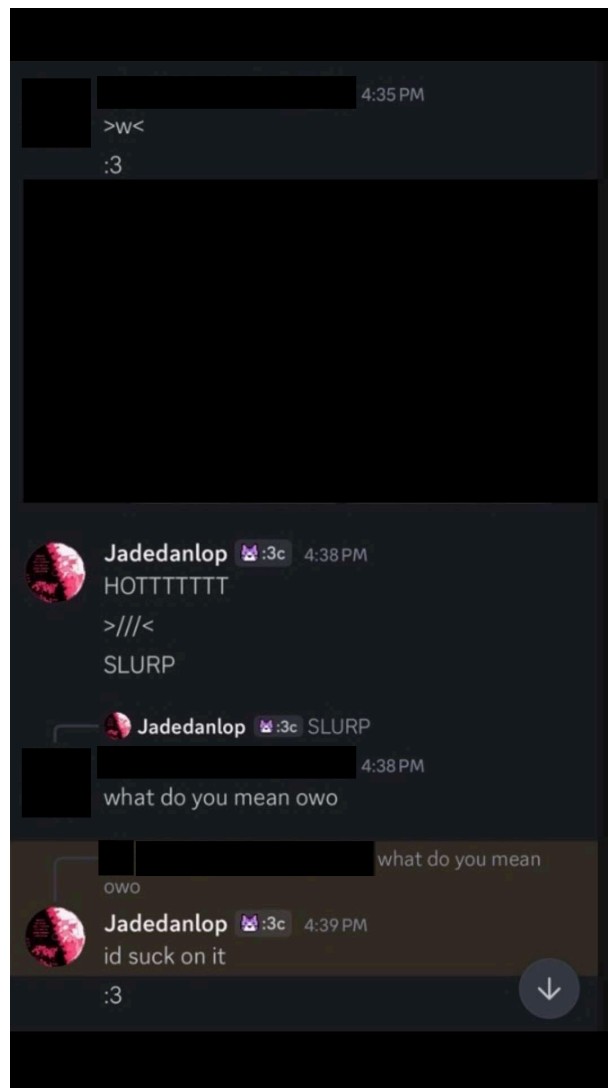 4:35 PM
>w<
:3
Jadedanlop :3c 4:38 PM
HOTTTTTTT
>///<
SLURP
Jadedanlop :3c SLURP
4:38 PM
what do you mean owo
what do you mean
owo
Jadedanlop :3c 4:39 PM
id suck on it
:3